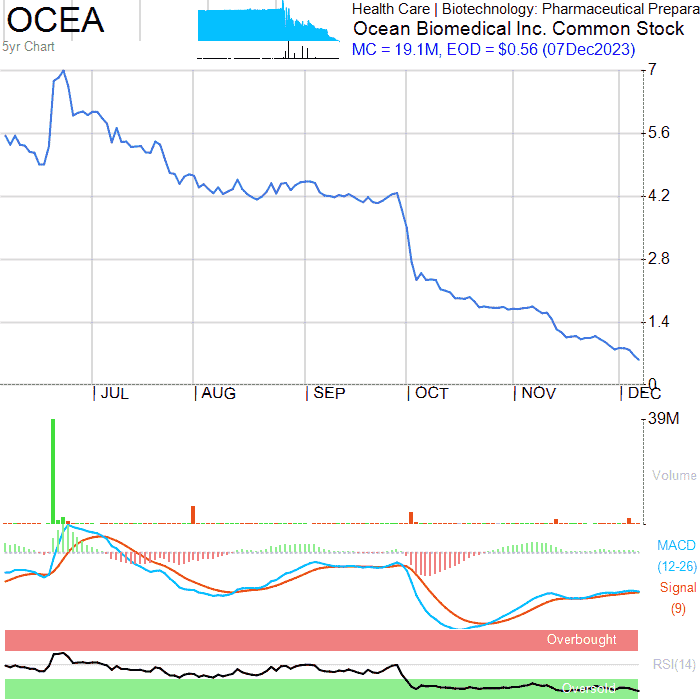 OCEA
5yr Chart
Health Care | Biotechnology: Pharmaceutical Prepara
Ocean Biomedical Inc. Common Stock
MC = 19.1M, EOD = $0.56 (07Dec2023)
7
5.6
4.2
2.8
1.4
0
JUL AUG SEP OCT NOV DEC
39M
Volume
MACD
(12-26)
Signal
(9)
Overbought
RSI(14)
Oversold